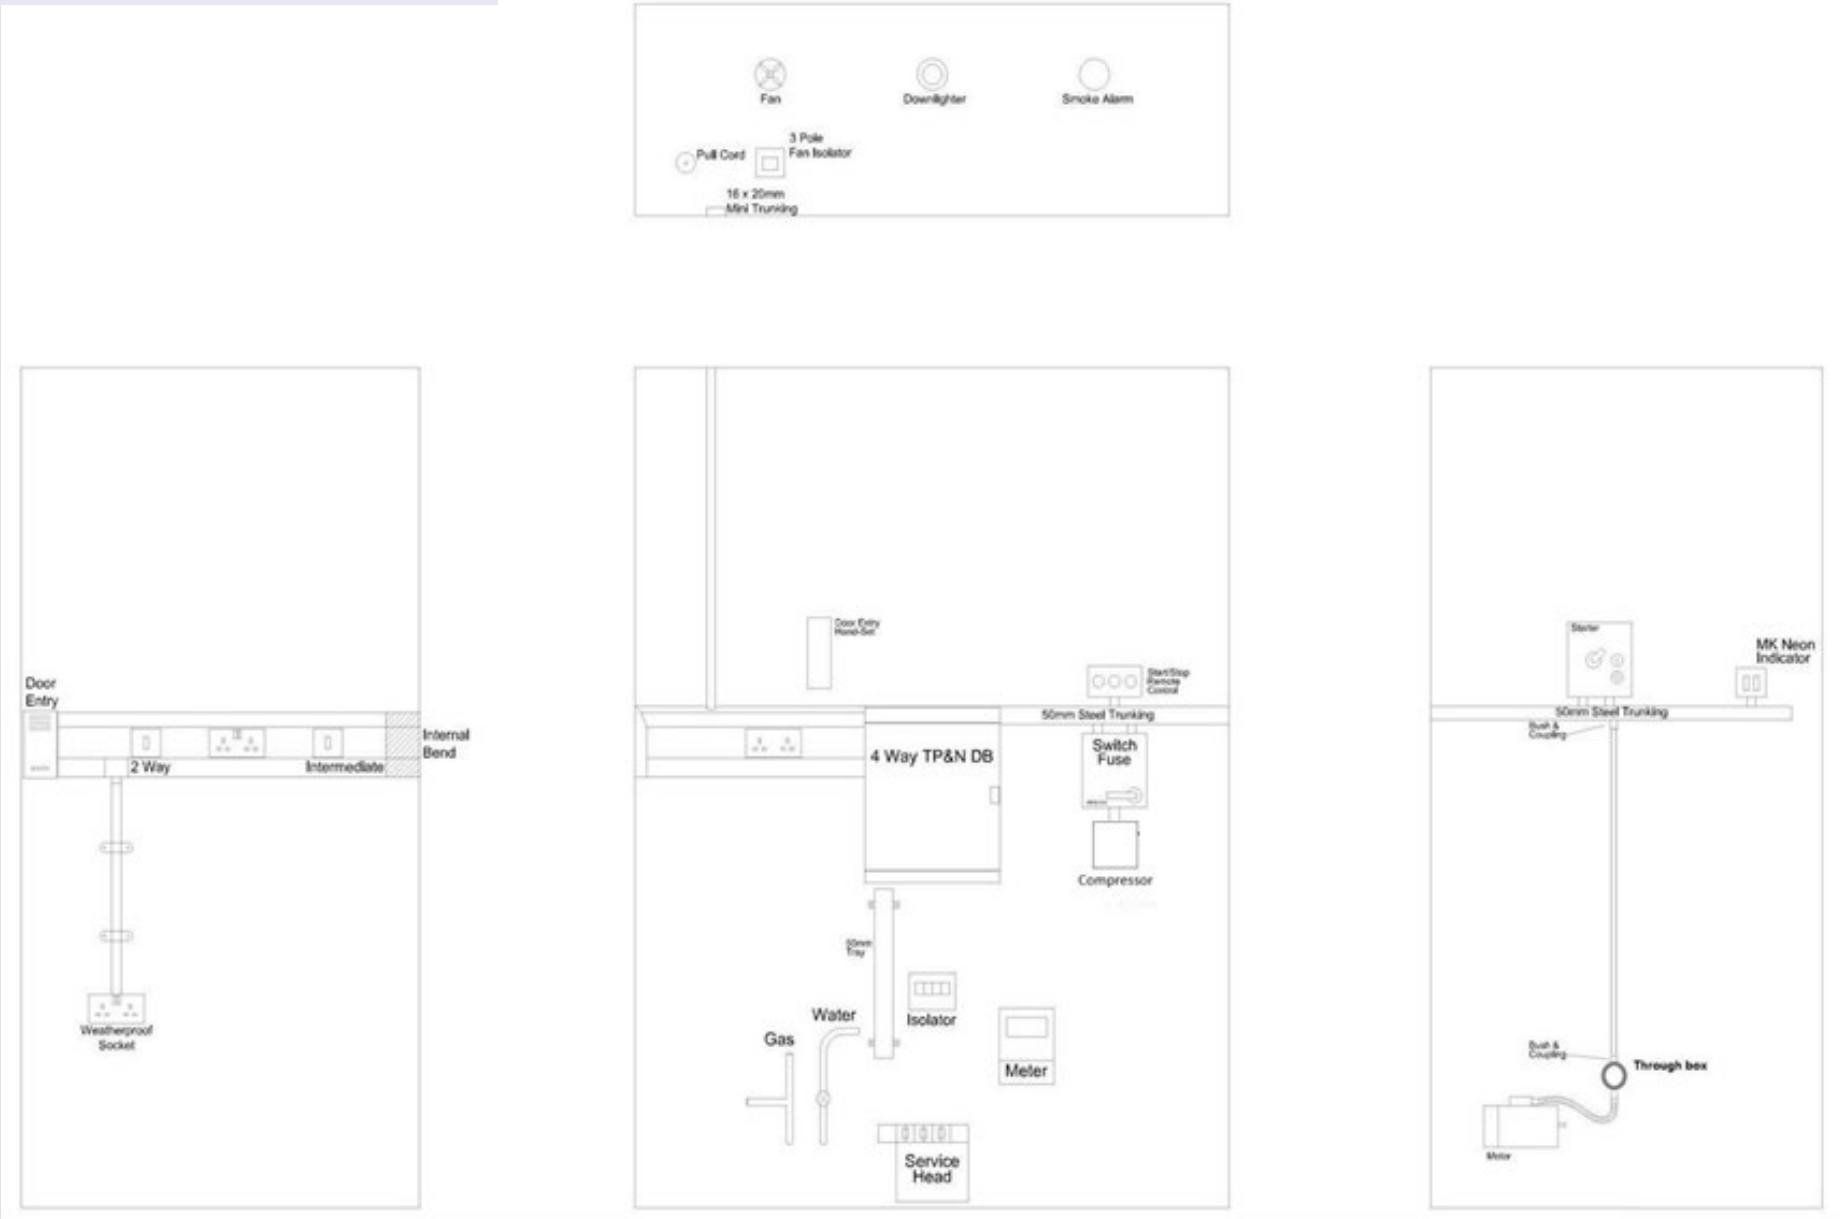 Fan
Downlighter
Smoke Alarm
Pull Cord
3 Pole
Fan Isolator
16 x 20mm
Mini Trunking
Door
Entry
2 Way
Intermediate
Internal
Bend
Weatherproof
Socket
Door Entry
Hand-Set
Start/Stop
Remote
Control
50mm Steel Trunking
4 Way TP&N DB
Switch
Fuse
Compressor
50mm
Tray
Isolator
Water
Gas
Meter
Service
Head
Starter
MK Neon
Indicator
50mm Steel Trunking
Bush &
Coupling
Bush &
Coupling
Through box
Motor